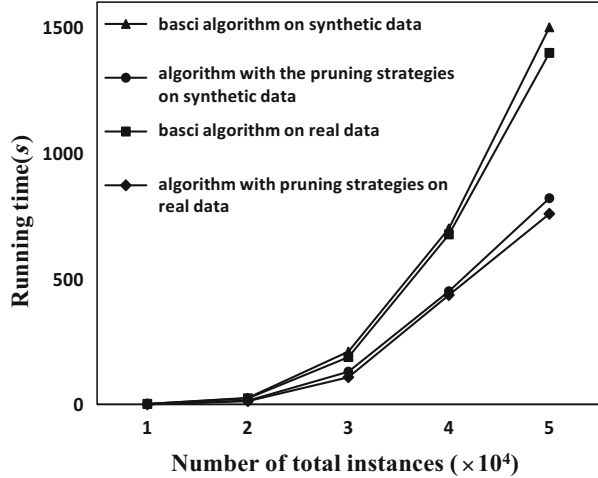 1500
1000
500
0
Running time(s)
basci algorithm on synthetic data
algorithm with the pruning strategies
on synthetic data
basci algorithm on real data
algorithm with pruning strategies on
real data
1 2 3 4 5
Number of total instances (×10⁴)